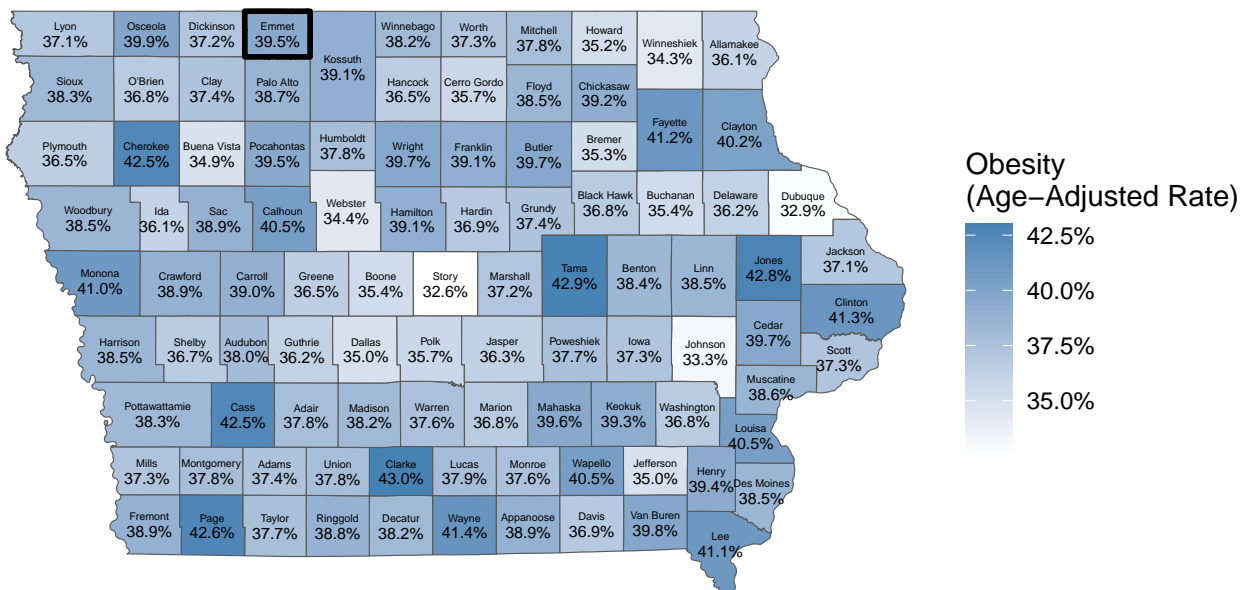 Lyon
37.1%
Osceola
39.9%
Dickinson
37.2%
Emmet
39.5%
Kossuth
39.1%
Winnebago
38.2%
Worth
37.3%
Mitchell
37.8%
Howard
35.2%
Winneshiek
34.3%
Allamakee
36.1%
Sioux
38.3%
O'Brien
36.8%
Clay
37.4%
Palo Alto
38.7%
Hancock
36.5%
Cerro Gordo
35.7%
Floyd
38.5%
Chickasaw
39.2%
Fayette
41.2%
Clayton
40.2%
Plymouth
36.5%
Cherokee
42.5%
Buena Vista
34.9%
Pocahontas
39.5%
Humboldt
37.8%
Wright
39.7%
Franklin
39.1%
Butler
39.7%
Bremer
35.3%
Woodbury
38.5%
Ida
36.1%
Sac
38.9%
Calhoun
40.5%
Webster
34.4%
Hamilton
39.1%
Hardin
36.9%
Grundy
37.4%
Black Hawk
36.8%
Buchanan
35.4%
Delaware
36.2%
Dubuque
32.9%
Monona
41.0%
Crawford
38.9%
Carroll
39.0%
Greene
36.5%
Boone
35.4%
Story
32.6%
Marshall
37.2%
Tama
42.9%
Benton
38.4%
Linn
38.5%
Jones
42.8%
Jackson
37.1%
Clinton
41.3%
Harrison
38.5%
Shelby
36.7%
Audubon
38.0%
Guthrie
36.2%
Dallas
35.0%
Polk
35.7%
Jasper
36.3%
Poweshiek
37.7%
Iowa
37.3%
Johnson
33.3%
Cedar
39.7%
Scott
37.3%
Muscatine
38.6%
Pottawattamie
38.3%
Cass
42.5%
Adair
37.8%
Madison
38.2%
Warren
37.6%
Marion
36.8%
Mahaska
39.6%
Keokuk
39.3%
Washington
36.8%
Louisa
40.5%
Mills
37.3%
Montgomery
37.8%
Adams
37.4%
Union
37.8%
Clarke
43.0%
Lucas
37.9%
Monroe
37.6%
Wapello
40.5%
Jefferson
35.0%
Henry
39.4%
Des Moines
38.5%
Fremont
38.9%
Page
42.6%
Taylor
37.7%
Ringgold
38.8%
Decatur
38.2%
Wayne
41.4%
Appanoose
38.9%
Davis
36.9%
Van Buren
39.8%
Lee
41.1%
Obesity
(Age−Adjusted Rate)
42.5%
40.0%
37.5%
35.0%